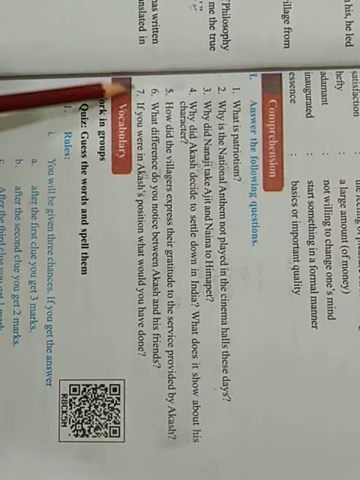 satisfaction
hefty : a large amount (of money)
adamant : not willing to change one's mind
inaugurated : start something in a formal manner
essence : basics or important quality
Comprehension
I. Answer the following questions.
1. What is patriotism?
2. Why is the National Anthem not played in the cinema halls these days?
3. Why did Nanaji take Ajit and Naina to Himapet?
4. Why did Akash decide to settle down in India? What does it show about his
character?
5. How did the villagers express their gratitude to the service provided by Akash?
6. What difference do you notice between Akash and his friends?
7. If you were in Akash's position what would you have done?
Vocabulary
work in groups
Quiz: Guess the words and spell them
1. Rules:
i. You will be given three chances. If you get the answer
a. after the first clue you get 3 marks.
b. after the second clue you get 2 marks.
c. After the third clue you get 1 mark
R8CK5H
his, he led
village from
Philosophy
me the true
has written
anslated in